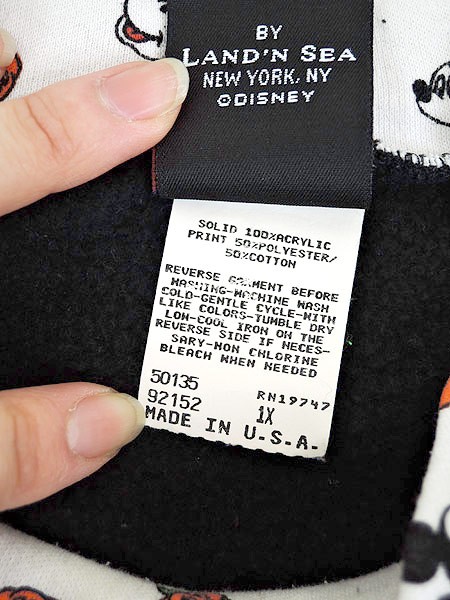 BY
LAND'N SEA
NEW YORK, NY
©DISNEY
SOLID 100%ACRYLIC
PRINT 50%POLYESTER/
50%COTTON
REVERSE GARMENT BEFORE
WASHING-MACHINE WASH
COLD-GENTLE CYCLE-WITH
LIKE COLORS-TUMBLE DRY
LOW-COOL IRON ON THE
REVERSE SIDE IF NECES-
SARY-NON CHLORINE
BLEACH WHEN NEEDED
50135 RN19747
92152 1X
MADE IN U.S.A.